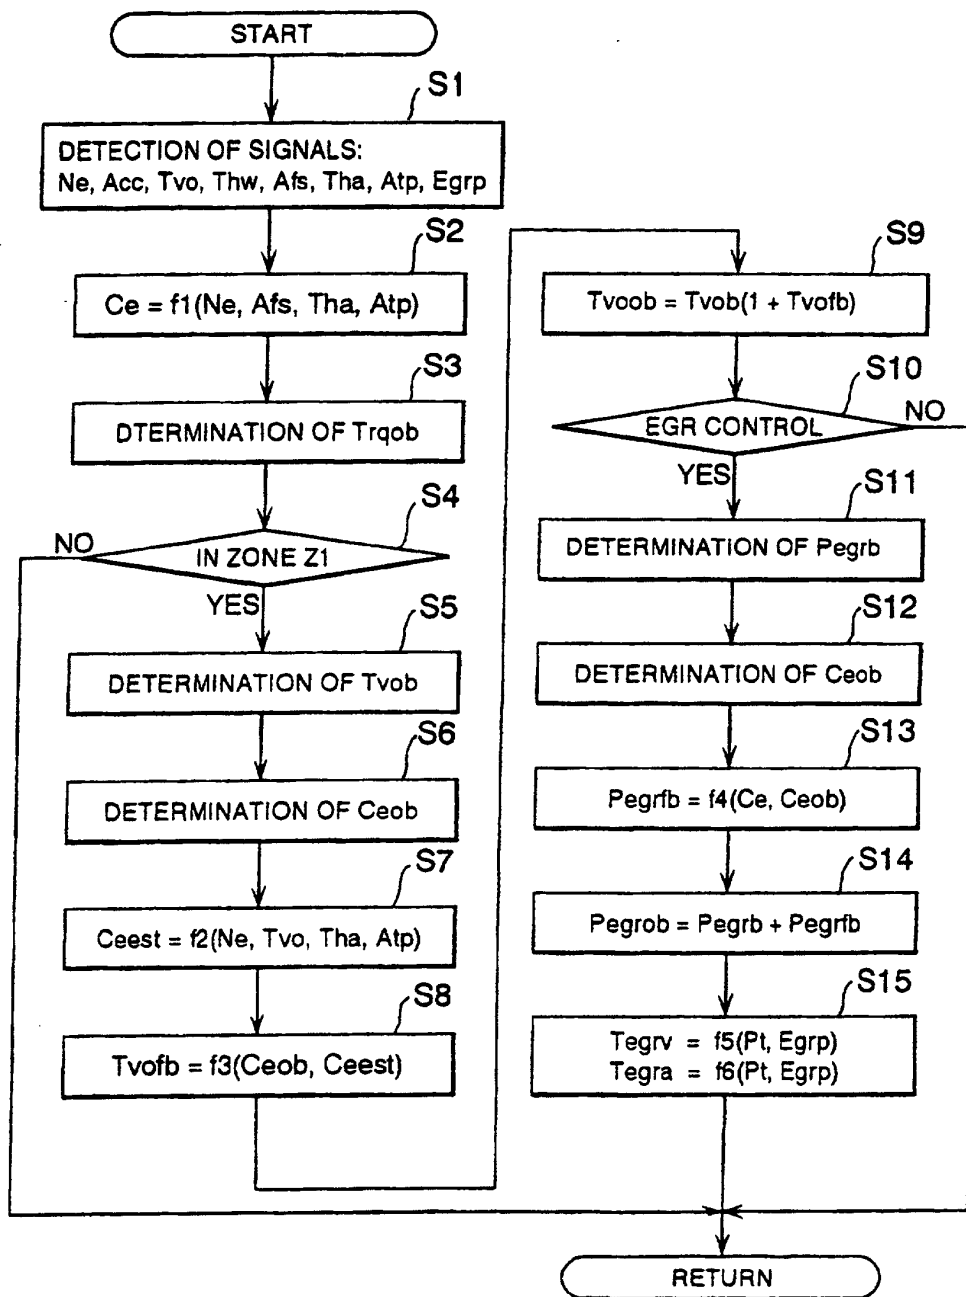 START
S1
DETECTION OF SIGNALS:
Ne, Acc, Tvo, Thw, Afs, Tha, Atp, Egrp
S2
Ce = f1(Ne, Afs, Tha, Atp)
S3
DTERMINATION OF Trqob
S4
NO
IN ZONE Z1
YES
S5
DETERMINATION OF Tvob
S6
DETERMINATION OF Ceob
S7
Ceest = f2(Ne, Tvo, Tha, Atp)
S8
Tvofb = f3(Ceob, Ceest)
S9
Tvoob = Tvob(1 + Tvofb)
S10
NO
EGR CONTROL
YES
S11
DETERMINATION OF Pegrb
S12
DETERMINATION OF Ceob
S13
Pegrfb = f4(Ce, Ceob)
S14
Pegrob = Pegrb + Pegrfb
S15
Tegrv = f5(Pt, Egrp)
Tegra = f6(Pt, Egrp)
RETURN